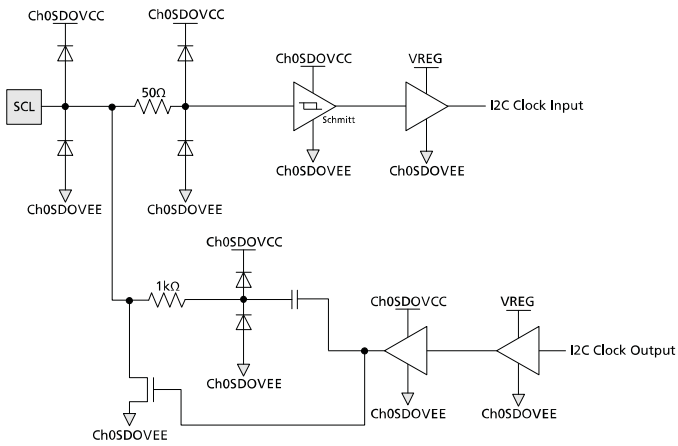 Ch0SDOVCC
Ch0SDOVCC
Ch0SDOVCC
VREG
SCL
50Ω
Schmitt
I2C Clock Input
Ch0SDOVEE
Ch0SDOVEE
Ch0SDOVEE
Ch0SDOVEE
Ch0SDOVCC
1kΩ
Ch0SDOVCC
VREG
I2C Clock Output
Ch0SDOVEE
Ch0SDOVEE
Ch0SDOVEE
Ch0SDOVEE